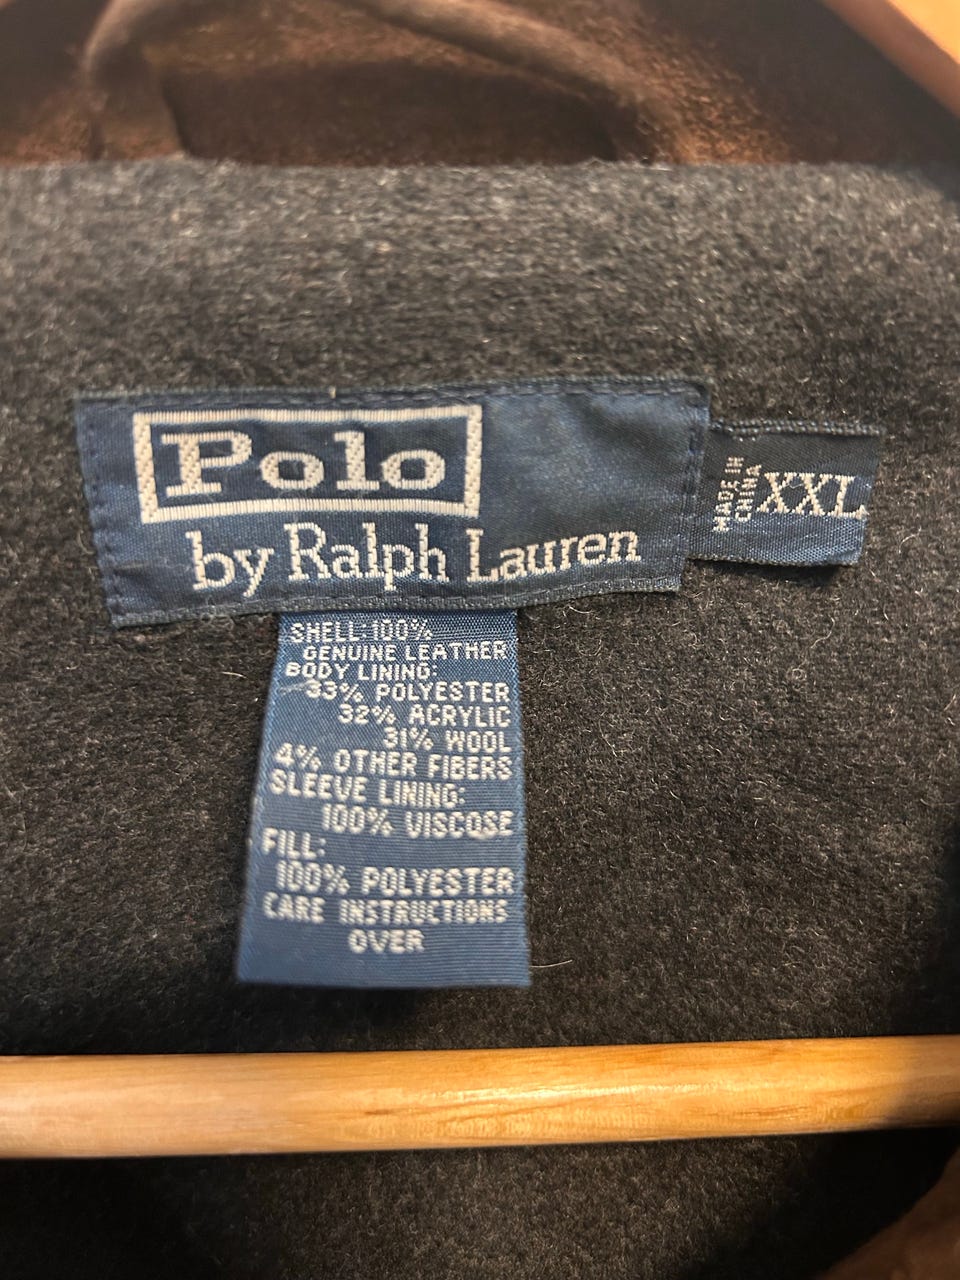 Polo
by Ralph Lauren
MADE IN
CHINA
XXL
SHELL:100%
GENUINE LEATHER
BODY LINING:
33% POLYESTER
32% ACRYLIC
31% WOOL
4% OTHER FIBERS
SLEEVE LINING:
100% VISCOSE
FILL:
100% POLYESTER
CARE INSTRUCTIONS
OVER